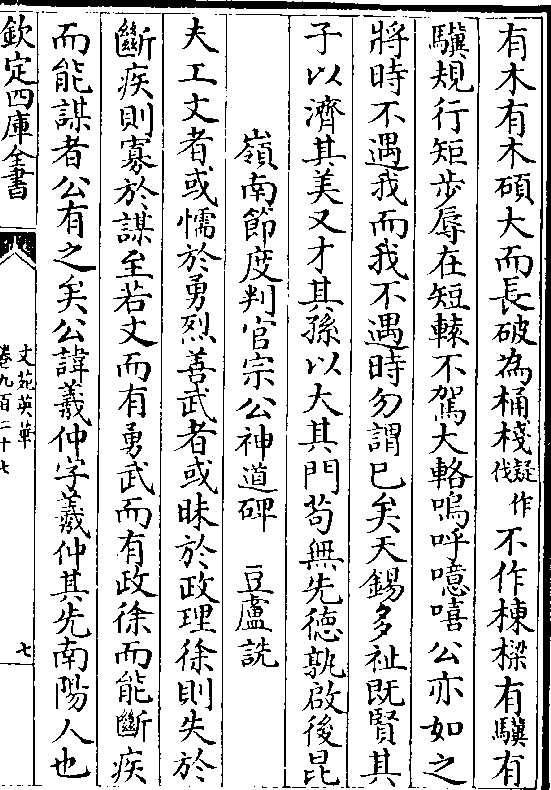 有木有木碩大而長破為桶棧疑作伐不作棟樑有驥有
驥規行矩步辱在短轅不駕大輅嗚呼噫嘻公亦如之
將時不遇我而我不遇時勿謂已矣天錫多祉既賢其
子以濟其美又才其孫以大其門苟無先德孰啟後昆
嶺南節度判官宗公神道碑 豆盧詵
夫工文者或懦於勇烈善武者或昧於政理徐則失於
斷疾則寡於謀至若文而有勇武而有政徐而能斷疾
而能謀者公有之矣公諱羲仲字羲仲其先南陽人也
欽定四庫全書
文苑英華
卷九百二十七
七